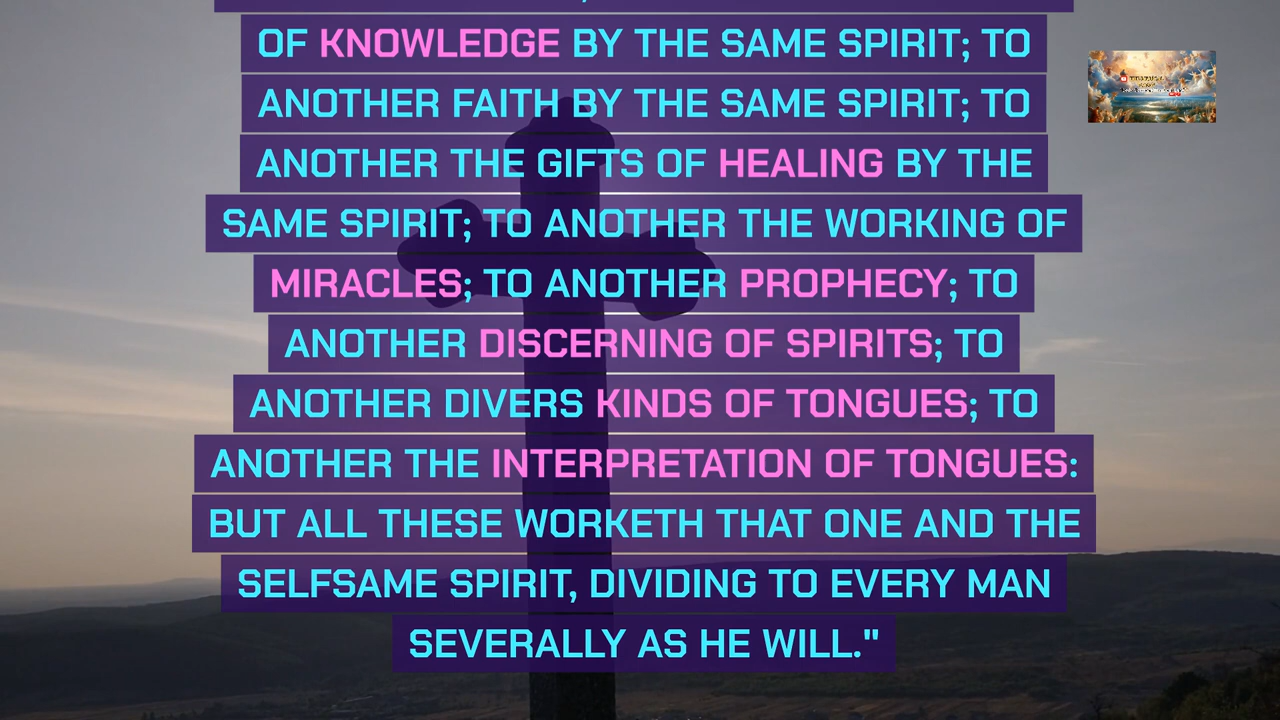 OF KNOWLEDGE BY THE SAME SPIRIT; TO
ANOTHER FAITH BY THE SAME SPIRIT; TO
ANOTHER THE GIFTS OF HEALING BY THE
SAME SPIRIT; TO ANOTHER THE WORKING OF
MIRACLES; TO ANOTHER PROPHECY; TO
ANOTHER DISCERNING OF SPIRITS; TO
ANOTHER DIVERS KINDS OF TONGUES; TO
ANOTHER THE INTERPRETATION OF TONGUES:
BUT ALL THESE WORKETH THAT ONE AND THE
SELFSAME SPIRIT, DIVIDING TO EVERY MAN
SEVERALLY AS HE WILL."